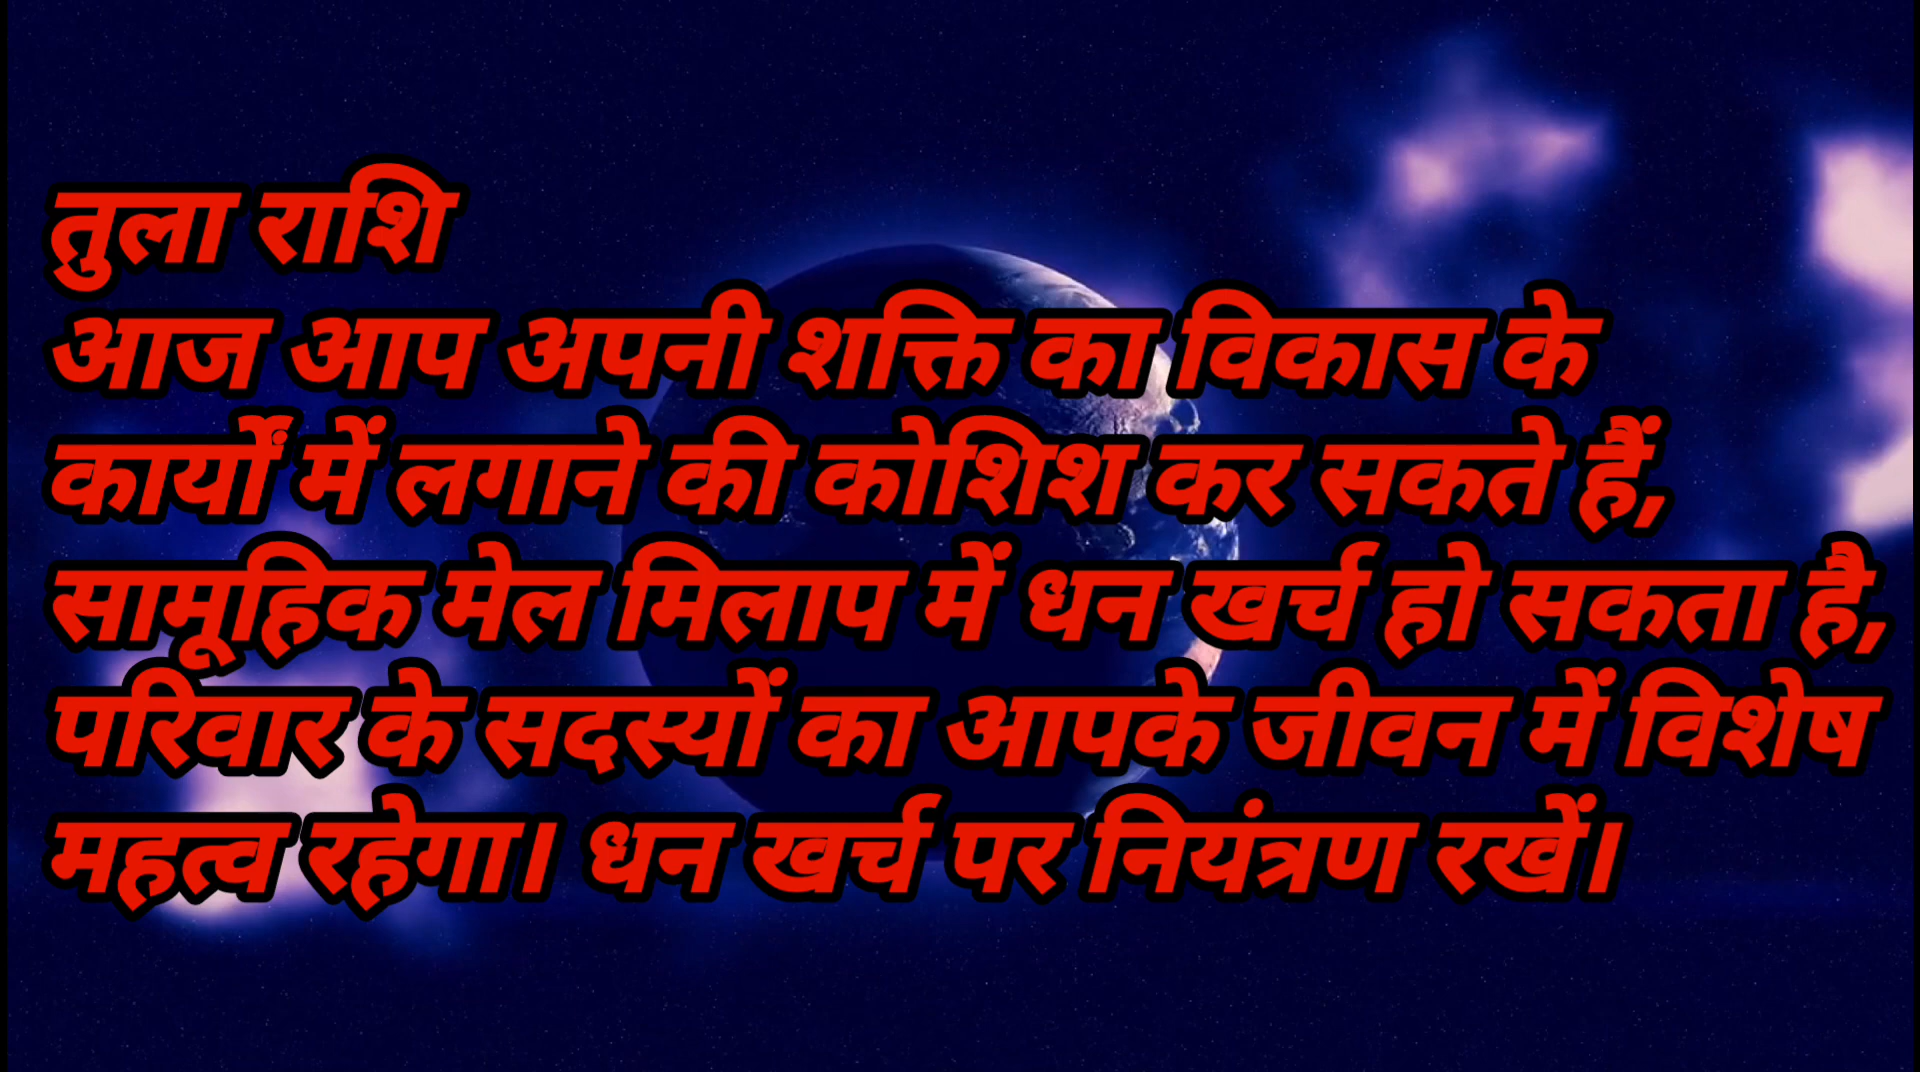 तुला राशि
आज आप अपनी शक्ति का विकास के
कार्यों में लगाने की कोशिश कर सकते हैं,
सामूहिक मेल मिलाप में धन खर्च हो सकता है,
परिवार के सदस्यों का आपके जीवन में विशेष
महत्व रहेगा। धन खर्च पर नियंत्रण रखें।